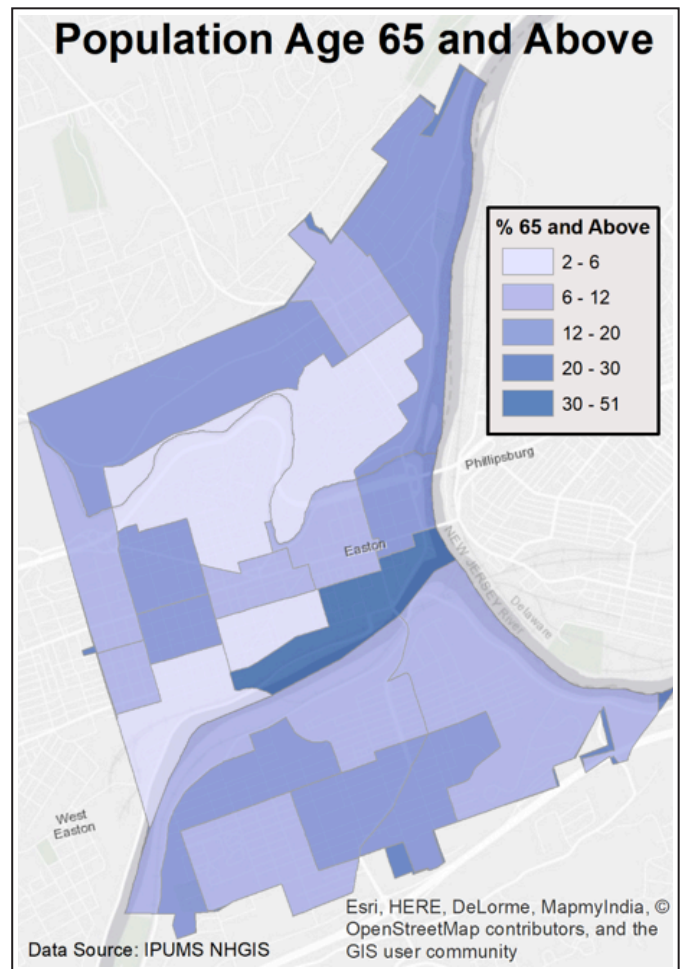 Population Age 65 and Above
% 65 and Above
2 - 6
6 - 12
12 - 20
20 - 30
30 - 51
Phillipsburg
Easton
NEW JERSEY
River
Delaware
West
Easton
Esri, HERE, DeLorme, MapmyIndia, ©
OpenStreetMap contributors, and the
GIS user community
Data Source: IPUMS NHGIS